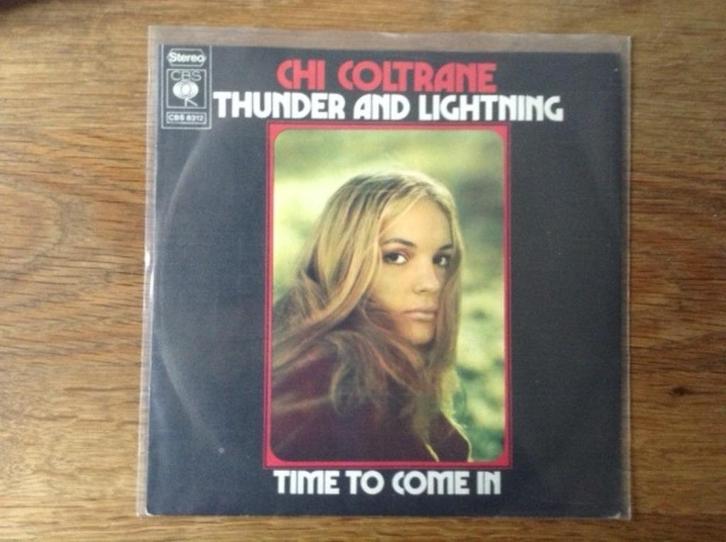 Stereo
CBS
CHI COLTRANE
THUNDER AND LIGHTNING
CBS 8312
TIME TO COME IN